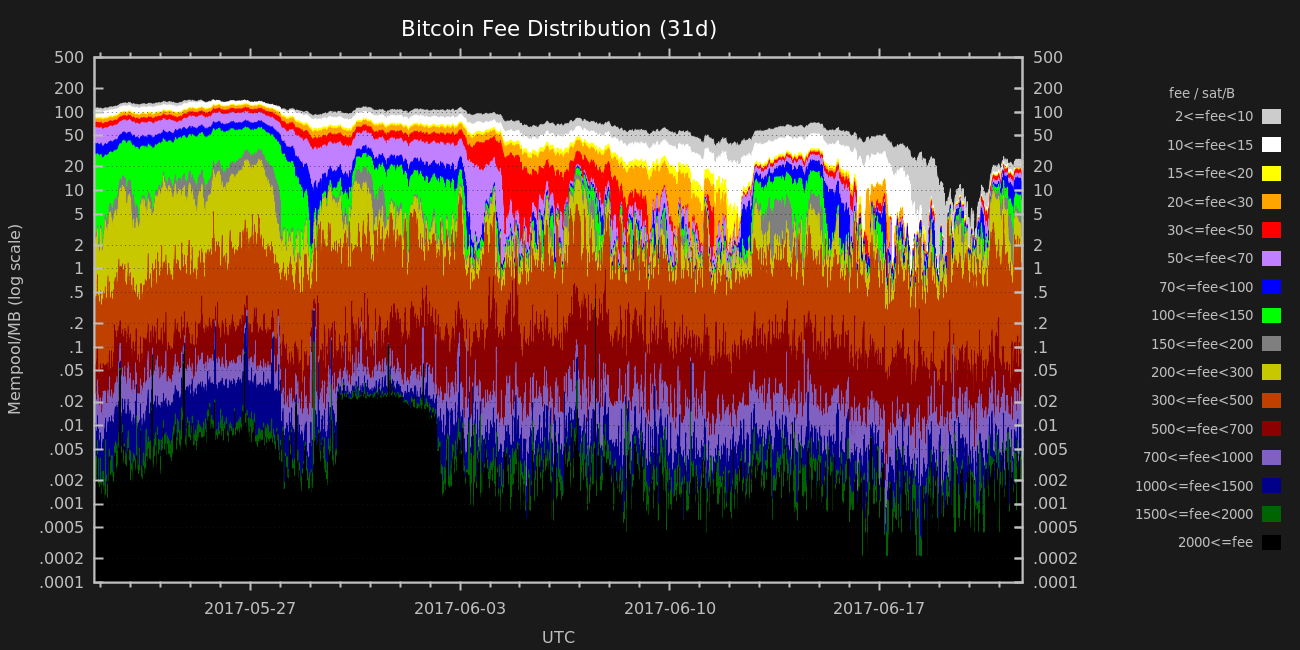 Bitcoin Fee Distribution (31d)
500 500
200 200
100 100
50 50
20 20
10 10
5 5
2 2
1 1
.5 .5
.2 .2
.1 .1
.05 .05
.02 .02
.01 .01
.005 .005
.002 .002
.001 .001
.0005 .0005
.0002 .0002
.0001 .0001
Mempool/MB (log scale)
2017-05-27 2017-06-03 2017-06-10 2017-06-17
UTC
fee / sat/B
2<=fee<10
10<=fee<15
15<=fee<20
20<=fee<30
30<=fee<50
50<=fee<70
70<=fee<100
100<=fee<150
150<=fee<200
200<=fee<300
300<=fee<500
500<=fee<700
700<=fee<1000
1000<=fee<1500
1500<=fee<2000
2000<=fee